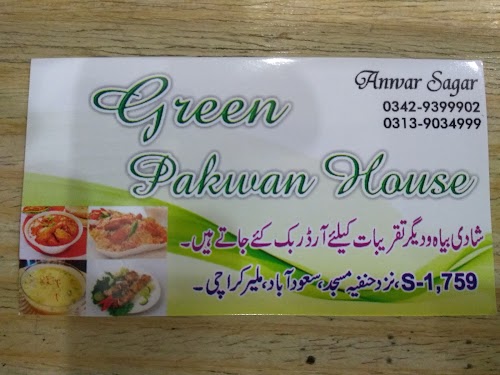 Green
Pakwan House
Annvar Sagar
0342-9399902
0313-9034999
شادی بیاہ و دیگر تقریبات کیلئے آرڈر بک کئے جاتے ہیں۔
S-1,759، نزد حنفیہ مسجد، سعود آباد، ملیر کراچی۔